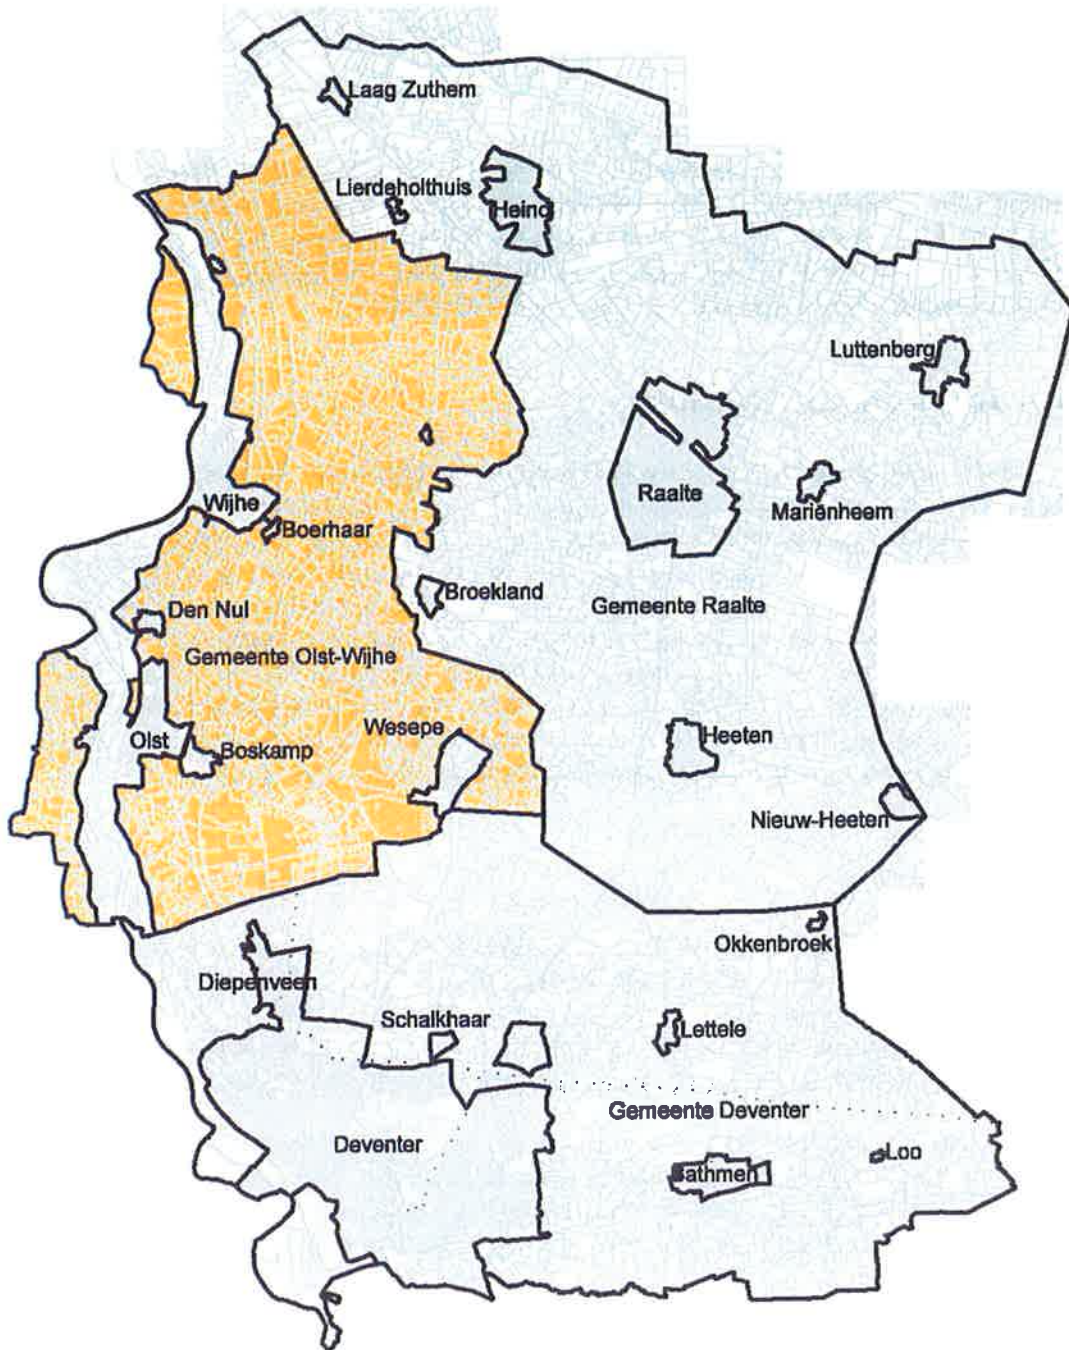 Laag Zuthem
Lierdeholthuis
Heino
Luttenberg
Raalte
Mariënheem
Wijhe
Boerhaar
Broekland
Gemeente Raalte
Den Nul
Gemeente Olst-Wijhe
Wesepe
Olst
Boskamp
Heeten
Nieuw-Heeten
Okkenbroek
Diepenveen
Schalkhaar
Lettele
Gemeente Deventer
Deventer
Loo
Bathmen